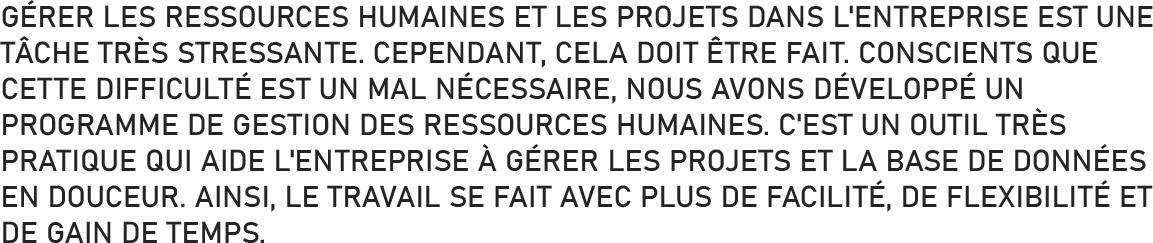 GÉRER LES RESSOURCES HUMAINES ET LES PROJETS DANS L'ENTREPRISE EST UNE
TÂCHE TRÈS STRESSANTE. CEPENDANT, CELA DOIT ÊTRE FAIT. CONSCIENTS QUE
CETTE DIFFICULTÉ EST UN MAL NÉCESSAIRE, NOUS AVONS DÉVELOPPÉ UN
PROGRAMME DE GESTION DES RESSOURCES HUMAINES. C'EST UN OUTIL TRÈS
PRATIQUE QUI AIDE L'ENTREPRISE À GÉRER LES PROJETS ET LA BASE DE DONNÉES
EN DOUCEUR. AINSI, LE TRAVAIL SE FAIT AVEC PLUS DE FACILITÉ, DE FLEXIBILITÉ ET
DE GAIN DE TEMPS.